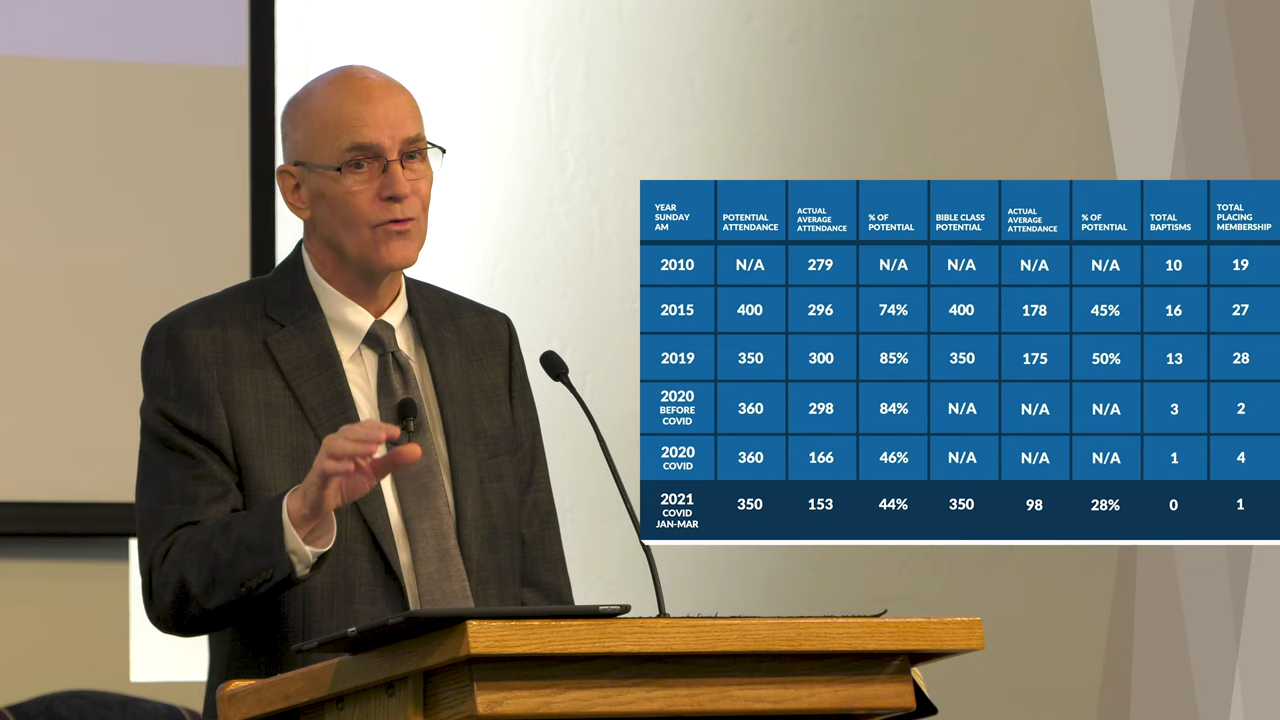 YEAR SUNDAY AM POTENTIAL ATTENDANCE ACTUAL AVERAGE ATTENDANCE % OF POTENTIAL BIBLE CLASS POTENTIAL ACTUAL AVERAGE ATTENDANCE % OF POTENTIAL TOTAL BAPTISMS TOTAL PLACING MEMBERSHIP
2010 N/A 279 N/A N/A N/A N/A 10 19
2015 400 296 74% 400 178 45% 16 27
2019 350 300 85% 350 175 50% 13 28
2020 BEFORE COVID 360 298 84% N/A N/A N/A 3 2
2020 COVID 360 166 46% N/A N/A N/A 1 4
2021 COVID JAN-MAR 350 153 44% 350 98 28% 0 1